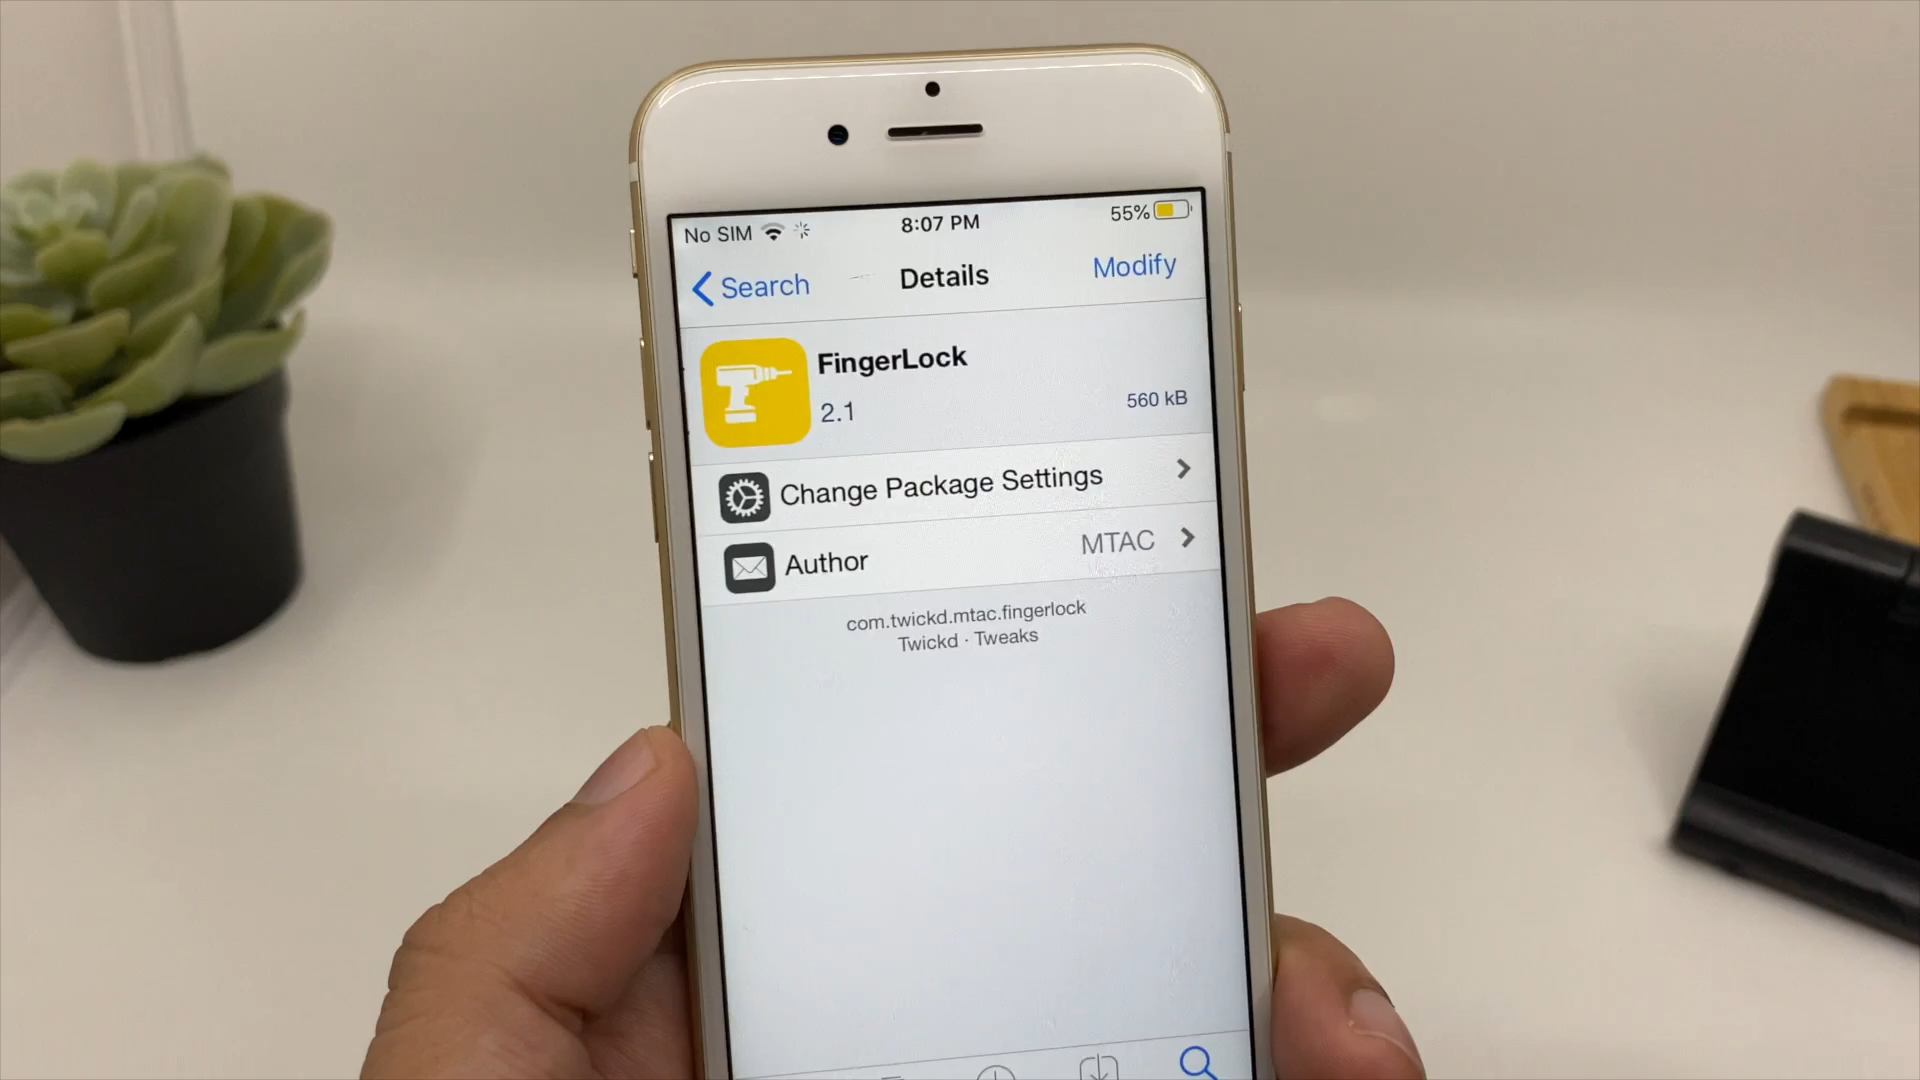 No SIM 8:07 PM 55%
Search Details Modify
FingerLock
2.1 560 kB
Change Package Settings
Author MTAC
com.twickd.mtac.fingerlock
Twickd · Tweaks